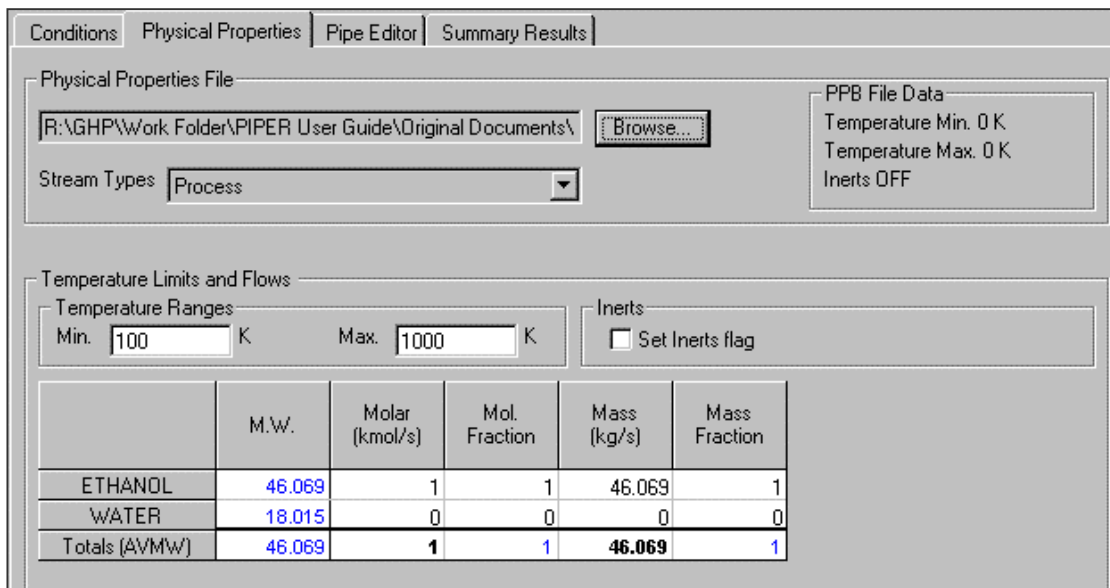 Conditions Physical Properties Pipe Editor Summary Results
Physical Properties File
R:\GHP\Work Folder\PIPER User Guide\Original Documents\ Browse...
Stream Types Process
PPB File Data
Temperature Min. 0 K
Temperature Max. 0 K
Inerts OFF
Temperature Limits and Flows
Temperature Ranges
Min. 100 K Max. 1000 K
Inerts
Set Inerts flag
M.W. Molar (kmol/s) Mol. Fraction Mass (kg/s) Mass Fraction
ETHANOL 46.069 1 1 46.069 1
WATER 18.015 0 0 0 0
Totals (AVMW) 46.069 1 1 46.069 1